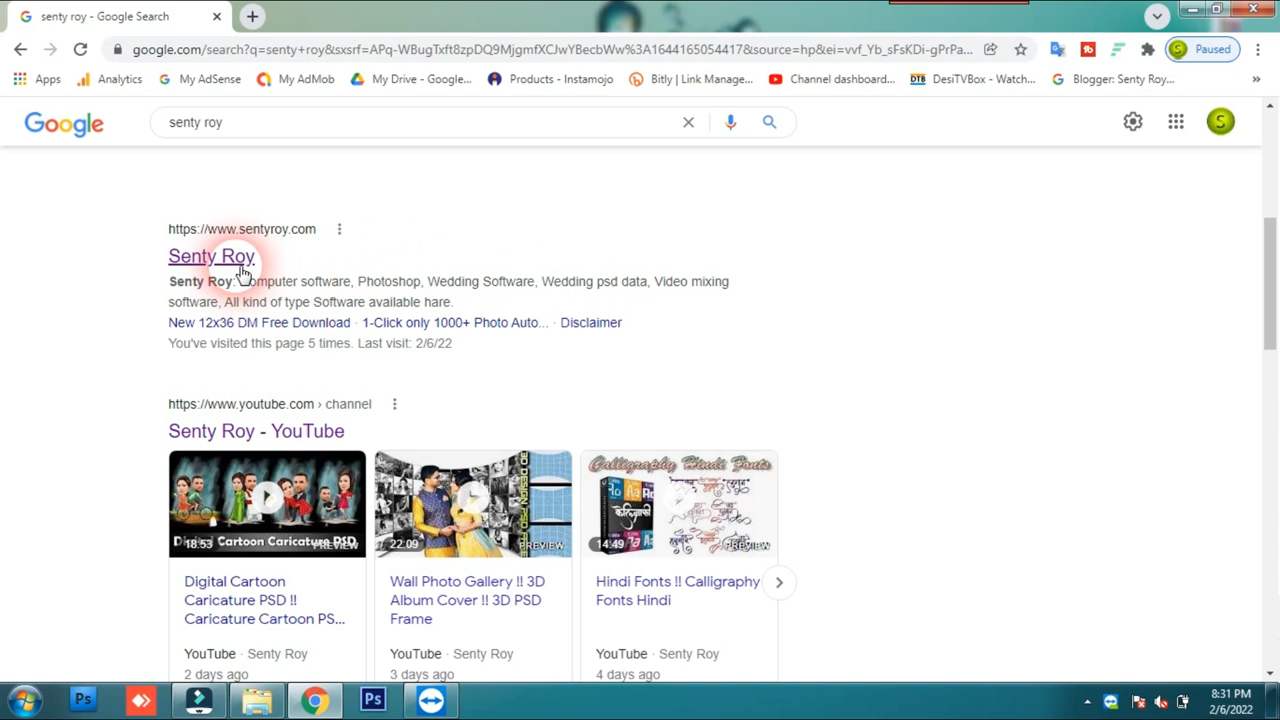 senty roy - Google Search
google.com/search?q=senty+roy&sxsrf=APq-WBugTxft8zpDQ9MjgmfXCJwYBecbWw%3A1644165054417&source=hp&ei=vvf_Yb_sFsKDi-gPrPa...
Paused
Apps
Analytics
My AdSense
My AdMob
My Drive - Google...
Products - Instamojo
Bitly | Link Manage...
Channel dashboard...
DTB
DesiTVBox - Watch...
Blogger: Senty Roy...
Google
senty roy
S
https://www.sentyroy.com
Senty Roy
Senty Roy: Computer software, Photoshop, Wedding Software, Wedding psd data, Video mixing
software, All kind of type Software available hare.
New 12x36 DM Free Download · 1-Click only 1000+ Photo Auto... · Disclaimer
You've visited this page 5 times. Last visit: 2/6/22
https://www.youtube.com › channel
Senty Roy - YouTube
Digital Cartoon Caricature PSD
18:53
PREVIEW
3D DESIGN PSD
22:09
PREVIEW
Calligraphy Hindi Fonts
14:49
PREVIEW
Digital Cartoon
Caricature PSD !!
Caricature Cartoon PS...
YouTube · Senty Roy
2 days ago
Wall Photo Gallery !! 3D
Album Cover !! 3D PSD
Frame
YouTube · Senty Roy
3 days ago
Hindi Fonts !! Calligraphy
Fonts Hindi
YouTube · Senty Roy
4 days ago
Ps
Ps
8:31 PM
2/6/2022